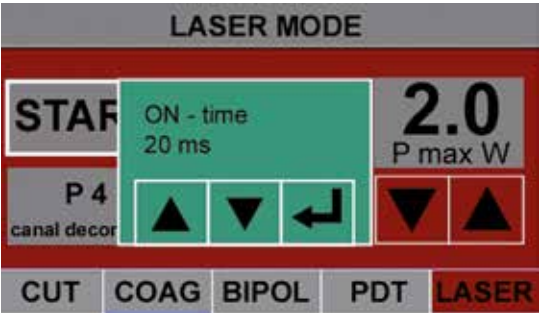 LASER MODE
STAR
ON - time
20 ms
2.0
P max W
P 4
canal decor
CUT COAG BIPOL PDT LASER